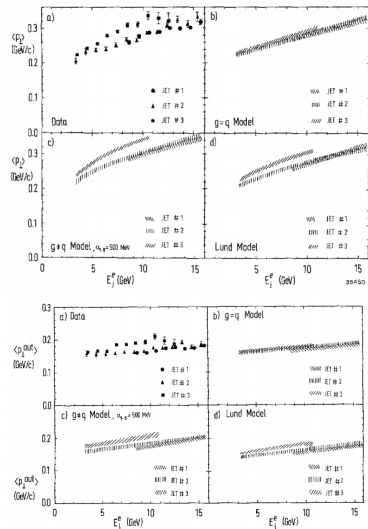 a)
b)
0.3
⟨p⊥⟩
(GeV/c)
0.2
0.1
JET # 1
JET # 2
JET # 3
Data
JET # 1
JET # 2
JET # 3
g=q Model
0.0
c)
d)
0.3
⟨p⊥⟩
(GeV/c)
0.2
0.1
JET # 1
JET # 2
JET # 3
g≠q Model, σq,g = 500 MeV
JET # 1
JET # 2
JET # 3
Lund Model
0 5 10 15
0 5 10 15
E_j^e (GeV)
E_j^e (GeV)
35450
a) Data
b) g=q Model
0.3
⟨p⊥^out⟩
(GeV/c)
0.2
0.1
JET # 1
JET # 2
JET # 3
JET # 1
JET # 2
JET # 3
0.0
c) g≠q Model, σq,g = 500 MeV
d) Lund Model
0.3
0.2
0.1
⟨p⊥^out⟩
(GeV/c)
JET # 1
JET # 2
JET # 3
JET # 1
JET # 2
JET # 3
0 5 10 15
0 5 10 15
E_j^e (GeV)
E_j^e (GeV)